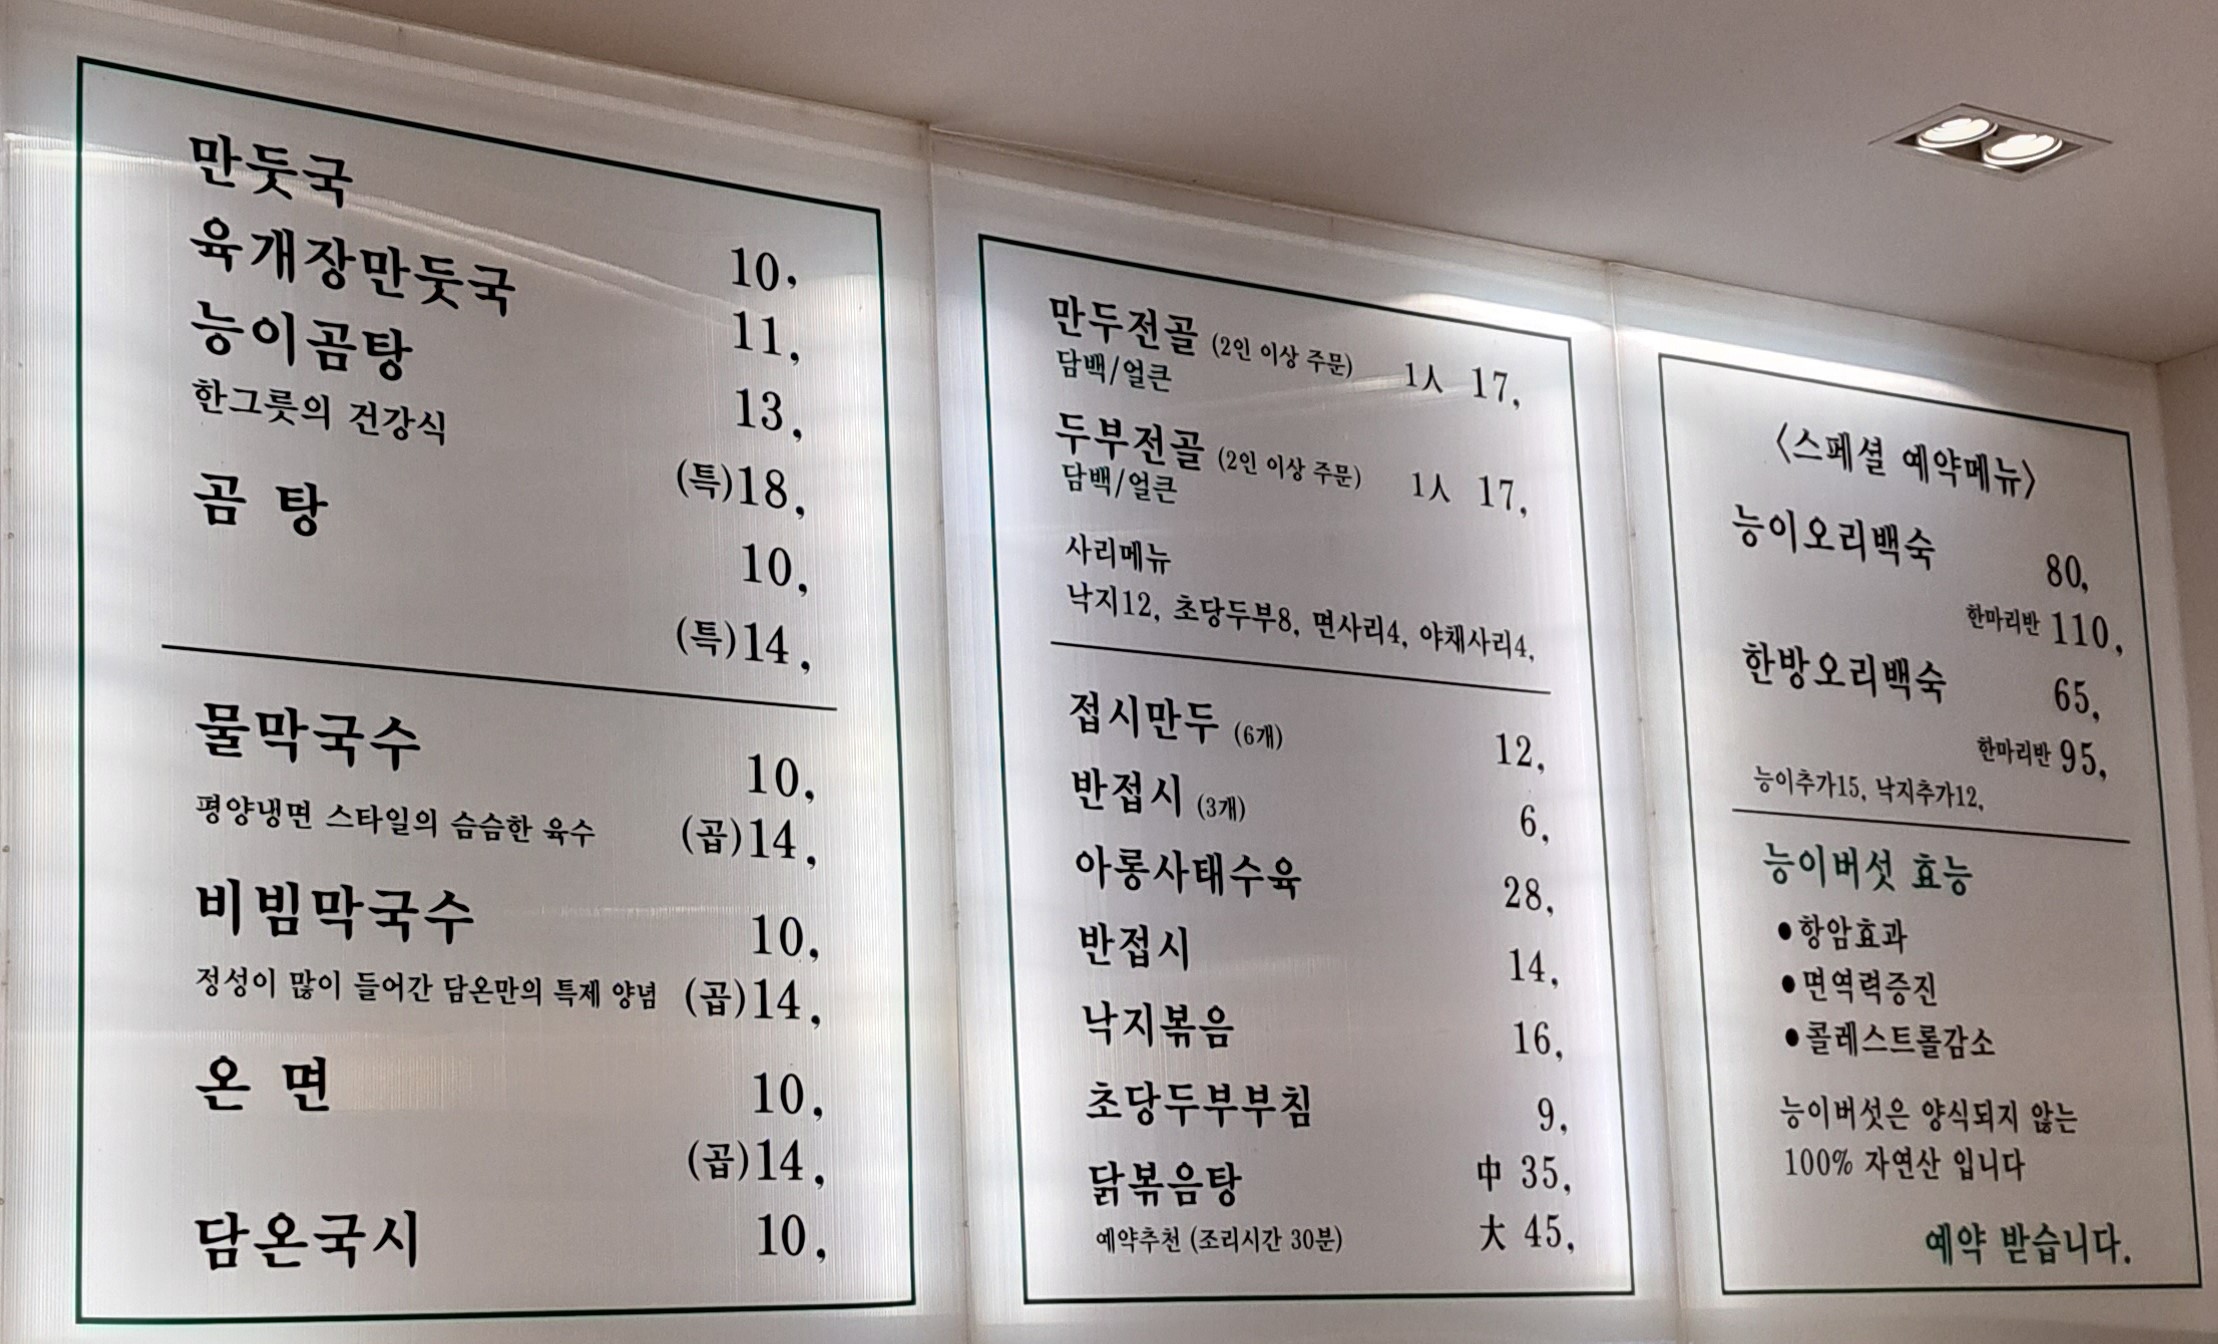 만둣국 10,
육개장만둣국 11,
능이곰탕 13,
한그릇의 건강식 (특)18,
곰 탕 10,
(특)14,
물막국수 10,
평양냉면 스타일의 슴슴한 육수 (곱)14,
비빔막국수 10,
정성이 많이 들어간 담온만의 특제 양념 (곱)14,
온 면 10,
(곱)14,
담온국시 10,
만두전골 (2인 이상 주문) 1人 17,
담백/얼큰
두부전골 (2인 이상 주문) 1人 17,
담백/얼큰
사리메뉴
낙지12, 초당두부8, 면사리4, 야채사리4,
접시만두 (6개) 12,
반접시 (3개) 6,
아롱사태수육 28,
반접시 14,
낙지볶음 16,
초당두부부침 9,
닭볶음탕 中 35,
예약추천 (조리시간 30분) 大 45,
〈스페셜 예약메뉴〉
능이오리백숙 80,
한마리반 110,
한방오리백숙 65,
한마리반 95,
능이추가15, 낙지추가12,
능이버섯 효능
●항암효과
●면역력증진
●콜레스트롤감소
능이버섯은 양식되지 않는
100% 자연산 입니다
예약 받습니다.